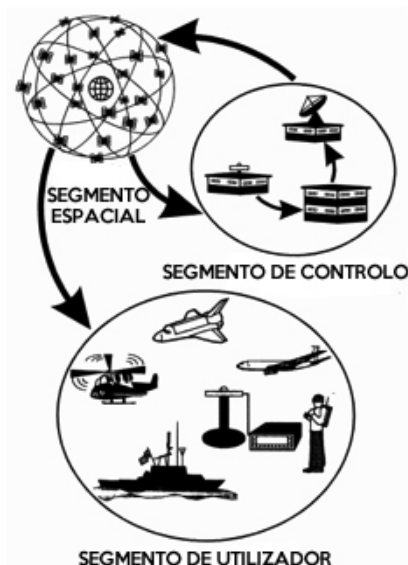 SEGMENTO
ESPACIAL
SEGMENTO DE CONTROLO
SEGMENTO DE UTILIZADOR